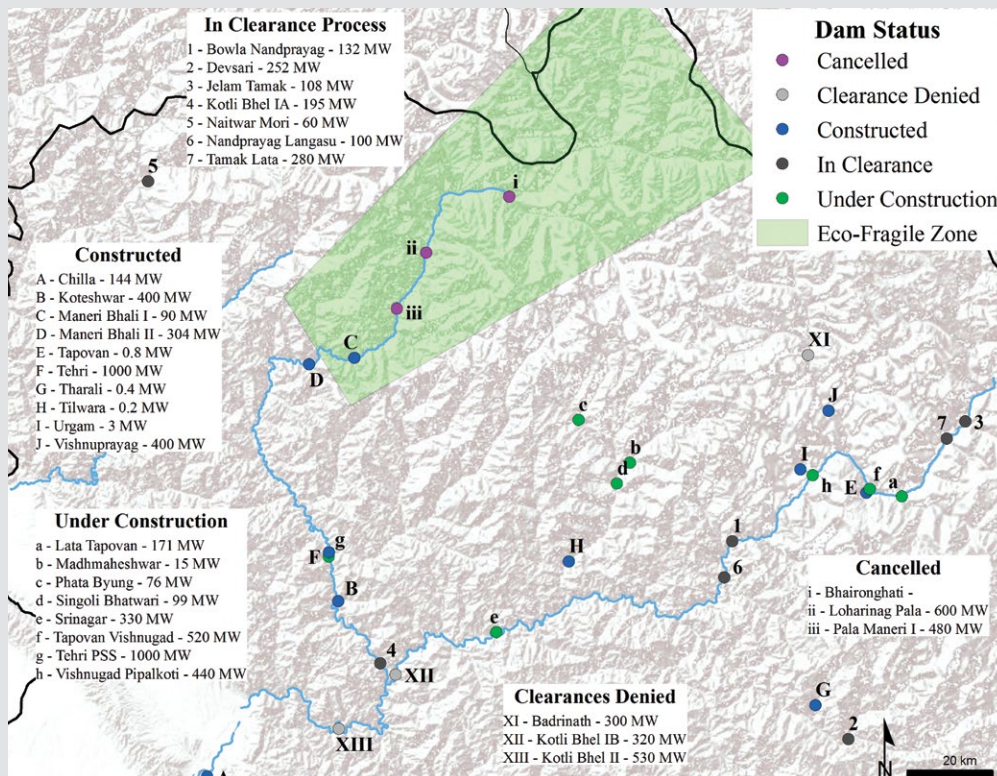 In Clearance Process
1 - Bowla Nandprayag - 132 MW
2 - Devsari - 252 MW
3 - Jelam Tamak - 108 MW
4 - Kotli Bhel IA - 195 MW
5 - Naitwar Mori - 60 MW
6 - Nandprayag Langasu - 100 MW
7 - Tamak Lata - 280 MW
Dam Status
Cancelled
Clearance Denied
Constructed
In Clearance
Under Construction
Eco-Fragile Zone
5
i
ii
iii
C
D
Constructed
A - Chilla - 144 MW
B - Koteshwar - 400 MW
C - Maneri Bhali I - 90 MW
D - Maneri Bhali II - 304 MW
E - Tapovan - 0.8 MW
F - Tehri - 1000 MW
G - Tharali - 0.4 MW
H - Tilwara - 0.2 MW
I - Urgam - 3 MW
J - Vishnuprayag - 400 MW
XI
J
c
b
d
7
3
I
h
f
E
a
Under Construction
a - Lata Tapovan - 171 MW
b - Madhmaheshwar - 15 MW
c - Phata Byung - 76 MW
d - Singoli Bhatwari - 99 MW
e - Srinagar - 330 MW
f - Tapovan Vishnugad - 520 MW
g - Tehri PSS - 1000 MW
h - Vishnugad Pipalkoti - 440 MW
g
F
H
1
6
B
e
4
XII
XIII
Cancelled
i - Bhaironghati -
ii - Loharinag Pala - 600 MW
iii - Pala Maneri I - 480 MW
Clearances Denied
XI - Badrinath - 300 MW
XII - Kotli Bhel IB - 320 MW
XIII - Kotli Bhel II - 530 MW
G
2
N
20 km